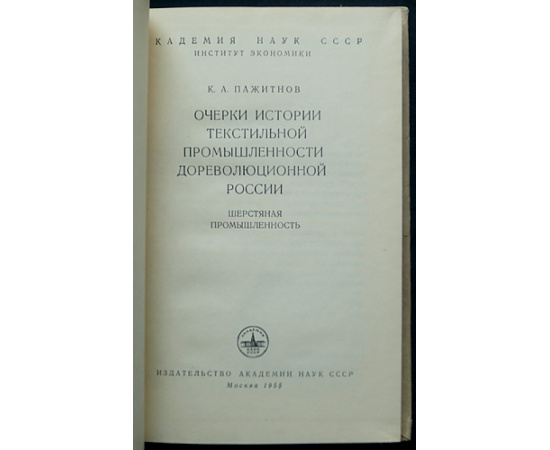 КАДЕМИЯ НАУК СССР
ИНСТИТУТ ЭКОНОМИКИ
К. А. ПАЖИТНОВ
ОЧЕРКИ ИСТОРИИ
ТЕКСТИЛЬНОЙ
ПРОМЫШЛЕННОСТИ
ДОРЕВОЛЮЦИОННОЙ
РОССИИ
ШЕРСТЯНАЯ
ПРОМЫШЛЕННОСТЬ
ИЗДАТЕЛЬСТВО АКАДЕМИИ НАУК СССР
Москва 1955